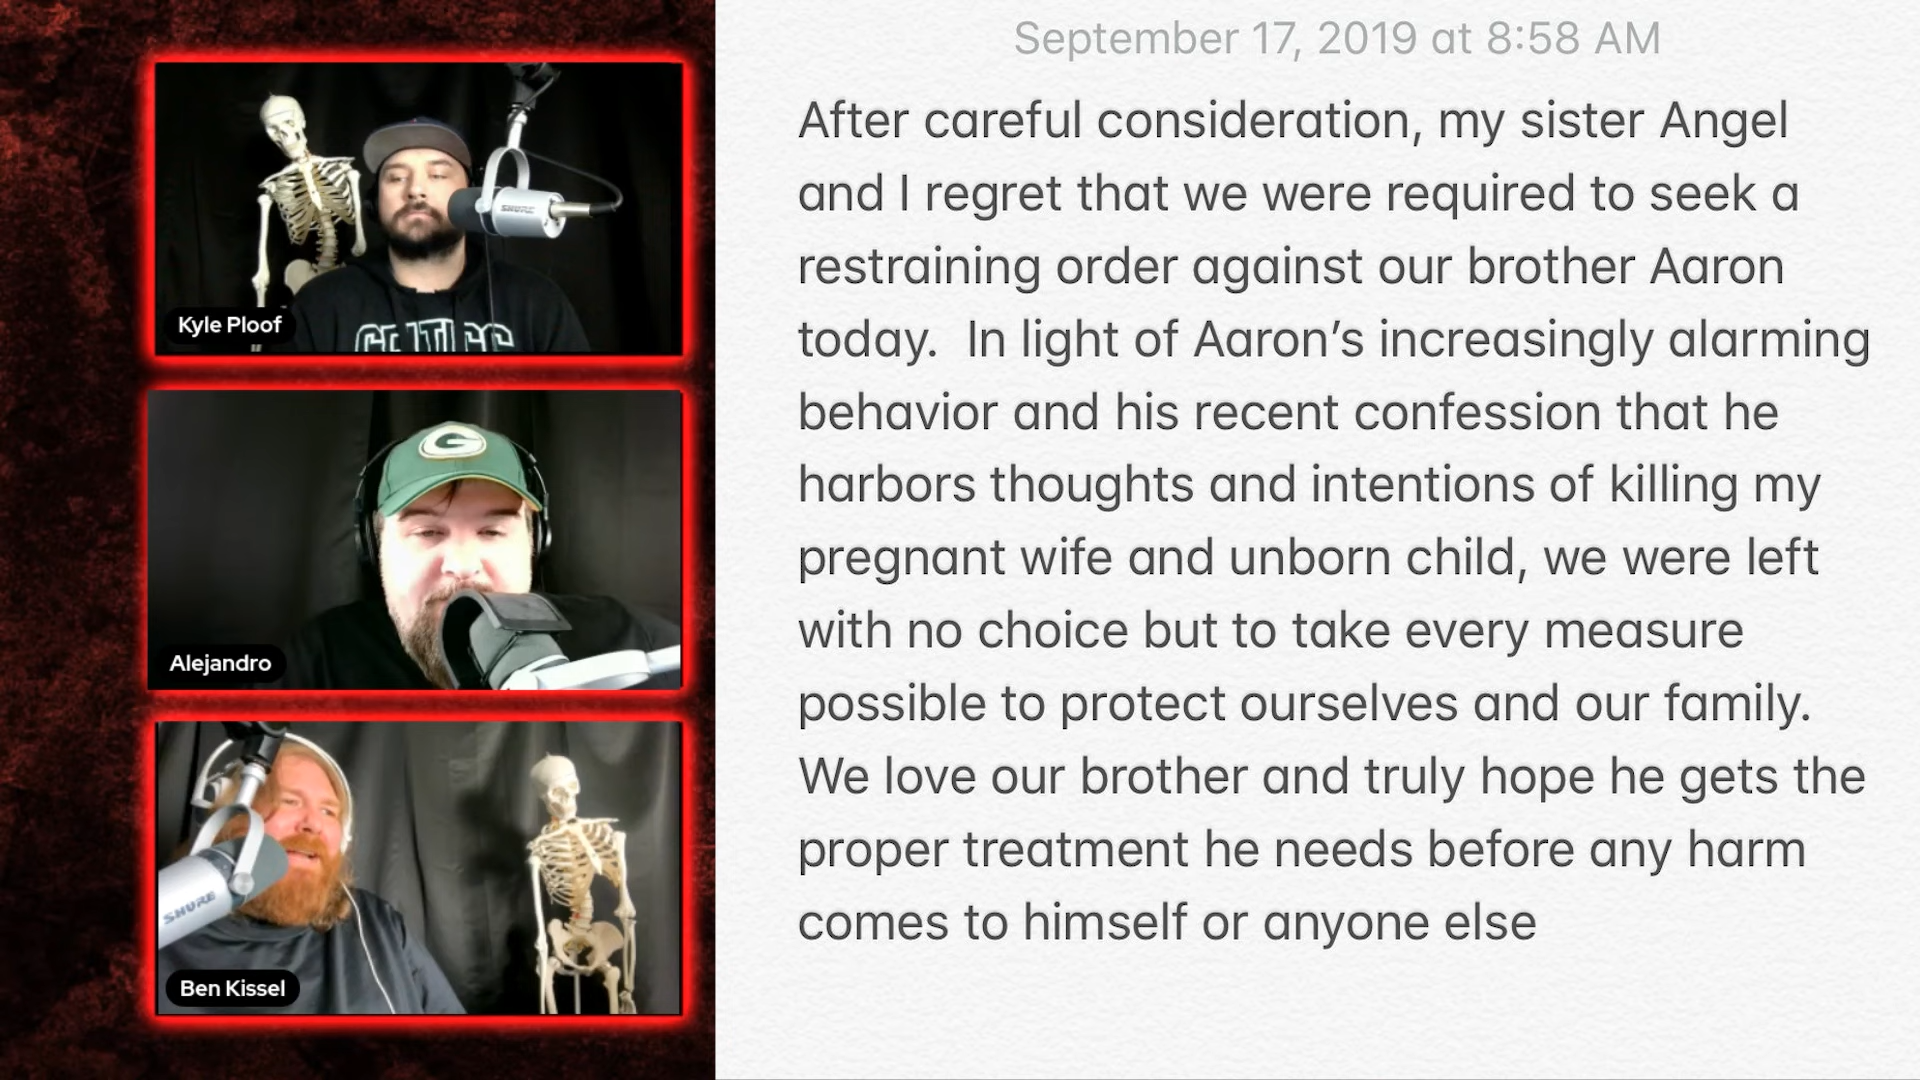 September 17, 2019 at 8:58 AM
After careful consideration, my sister Angel
and I regret that we were required to seek a
restraining order against our brother Aaron
today.  In light of Aaron’s increasingly alarming
behavior and his recent confession that he
harbors thoughts and intentions of killing my
pregnant wife and unborn child, we were left
with no choice but to take every measure
possible to protect ourselves and our family.
We love our brother and truly hope he gets the
proper treatment he needs before any harm
comes to himself or anyone else
SHURE
CELTICS
Kyle Ploof
G
Alejandro
SHURE
Ben Kissel